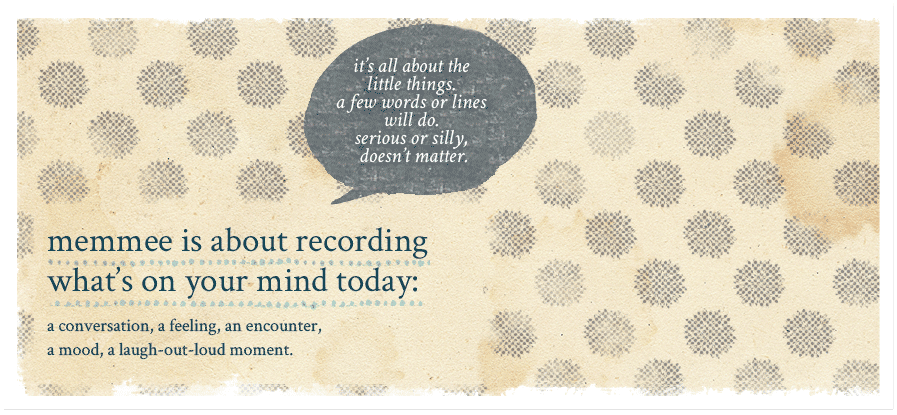 it's all about the
little things.
a few words or lines
will do.
serious or silly,
doesn't matter.
memmee is about recording
what's on your mind today:
a conversation, a feeling, an encounter,
a mood, a laugh-out-loud moment.